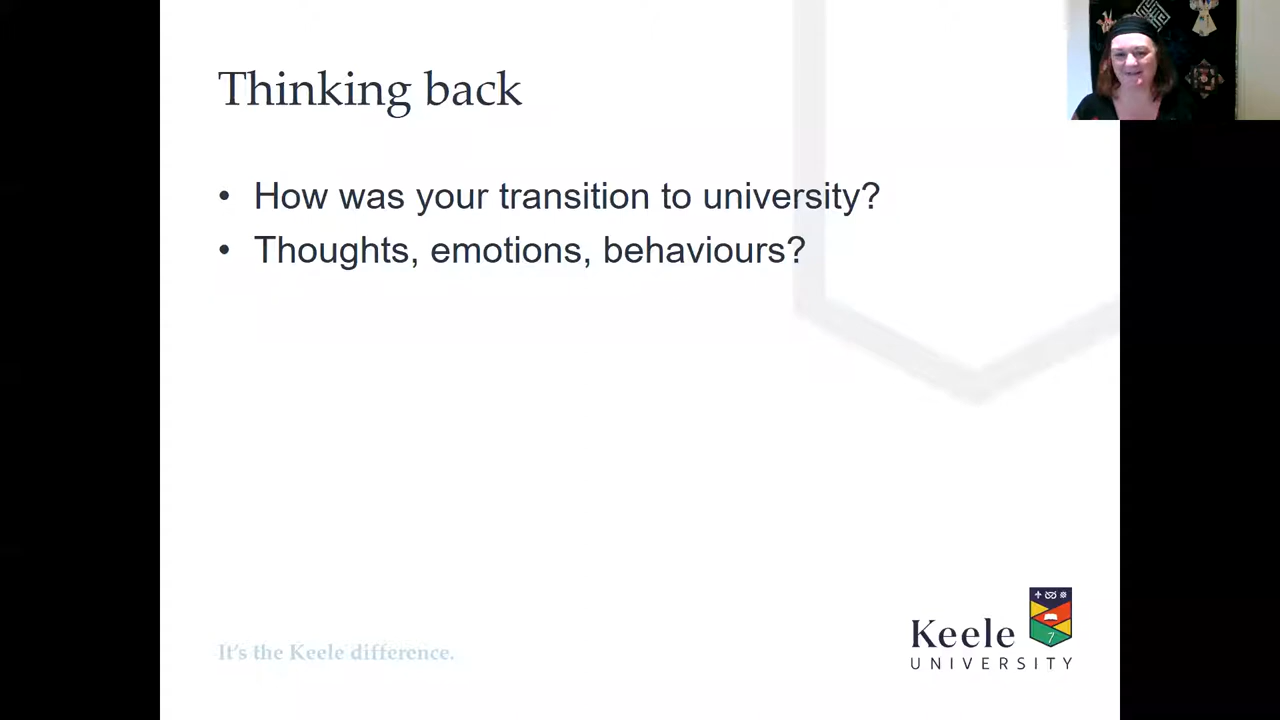 Thinking back
• How was your transition to university?
• Thoughts, emotions, behaviours?
It's the Keele difference.
Keele
UNIVERSITY